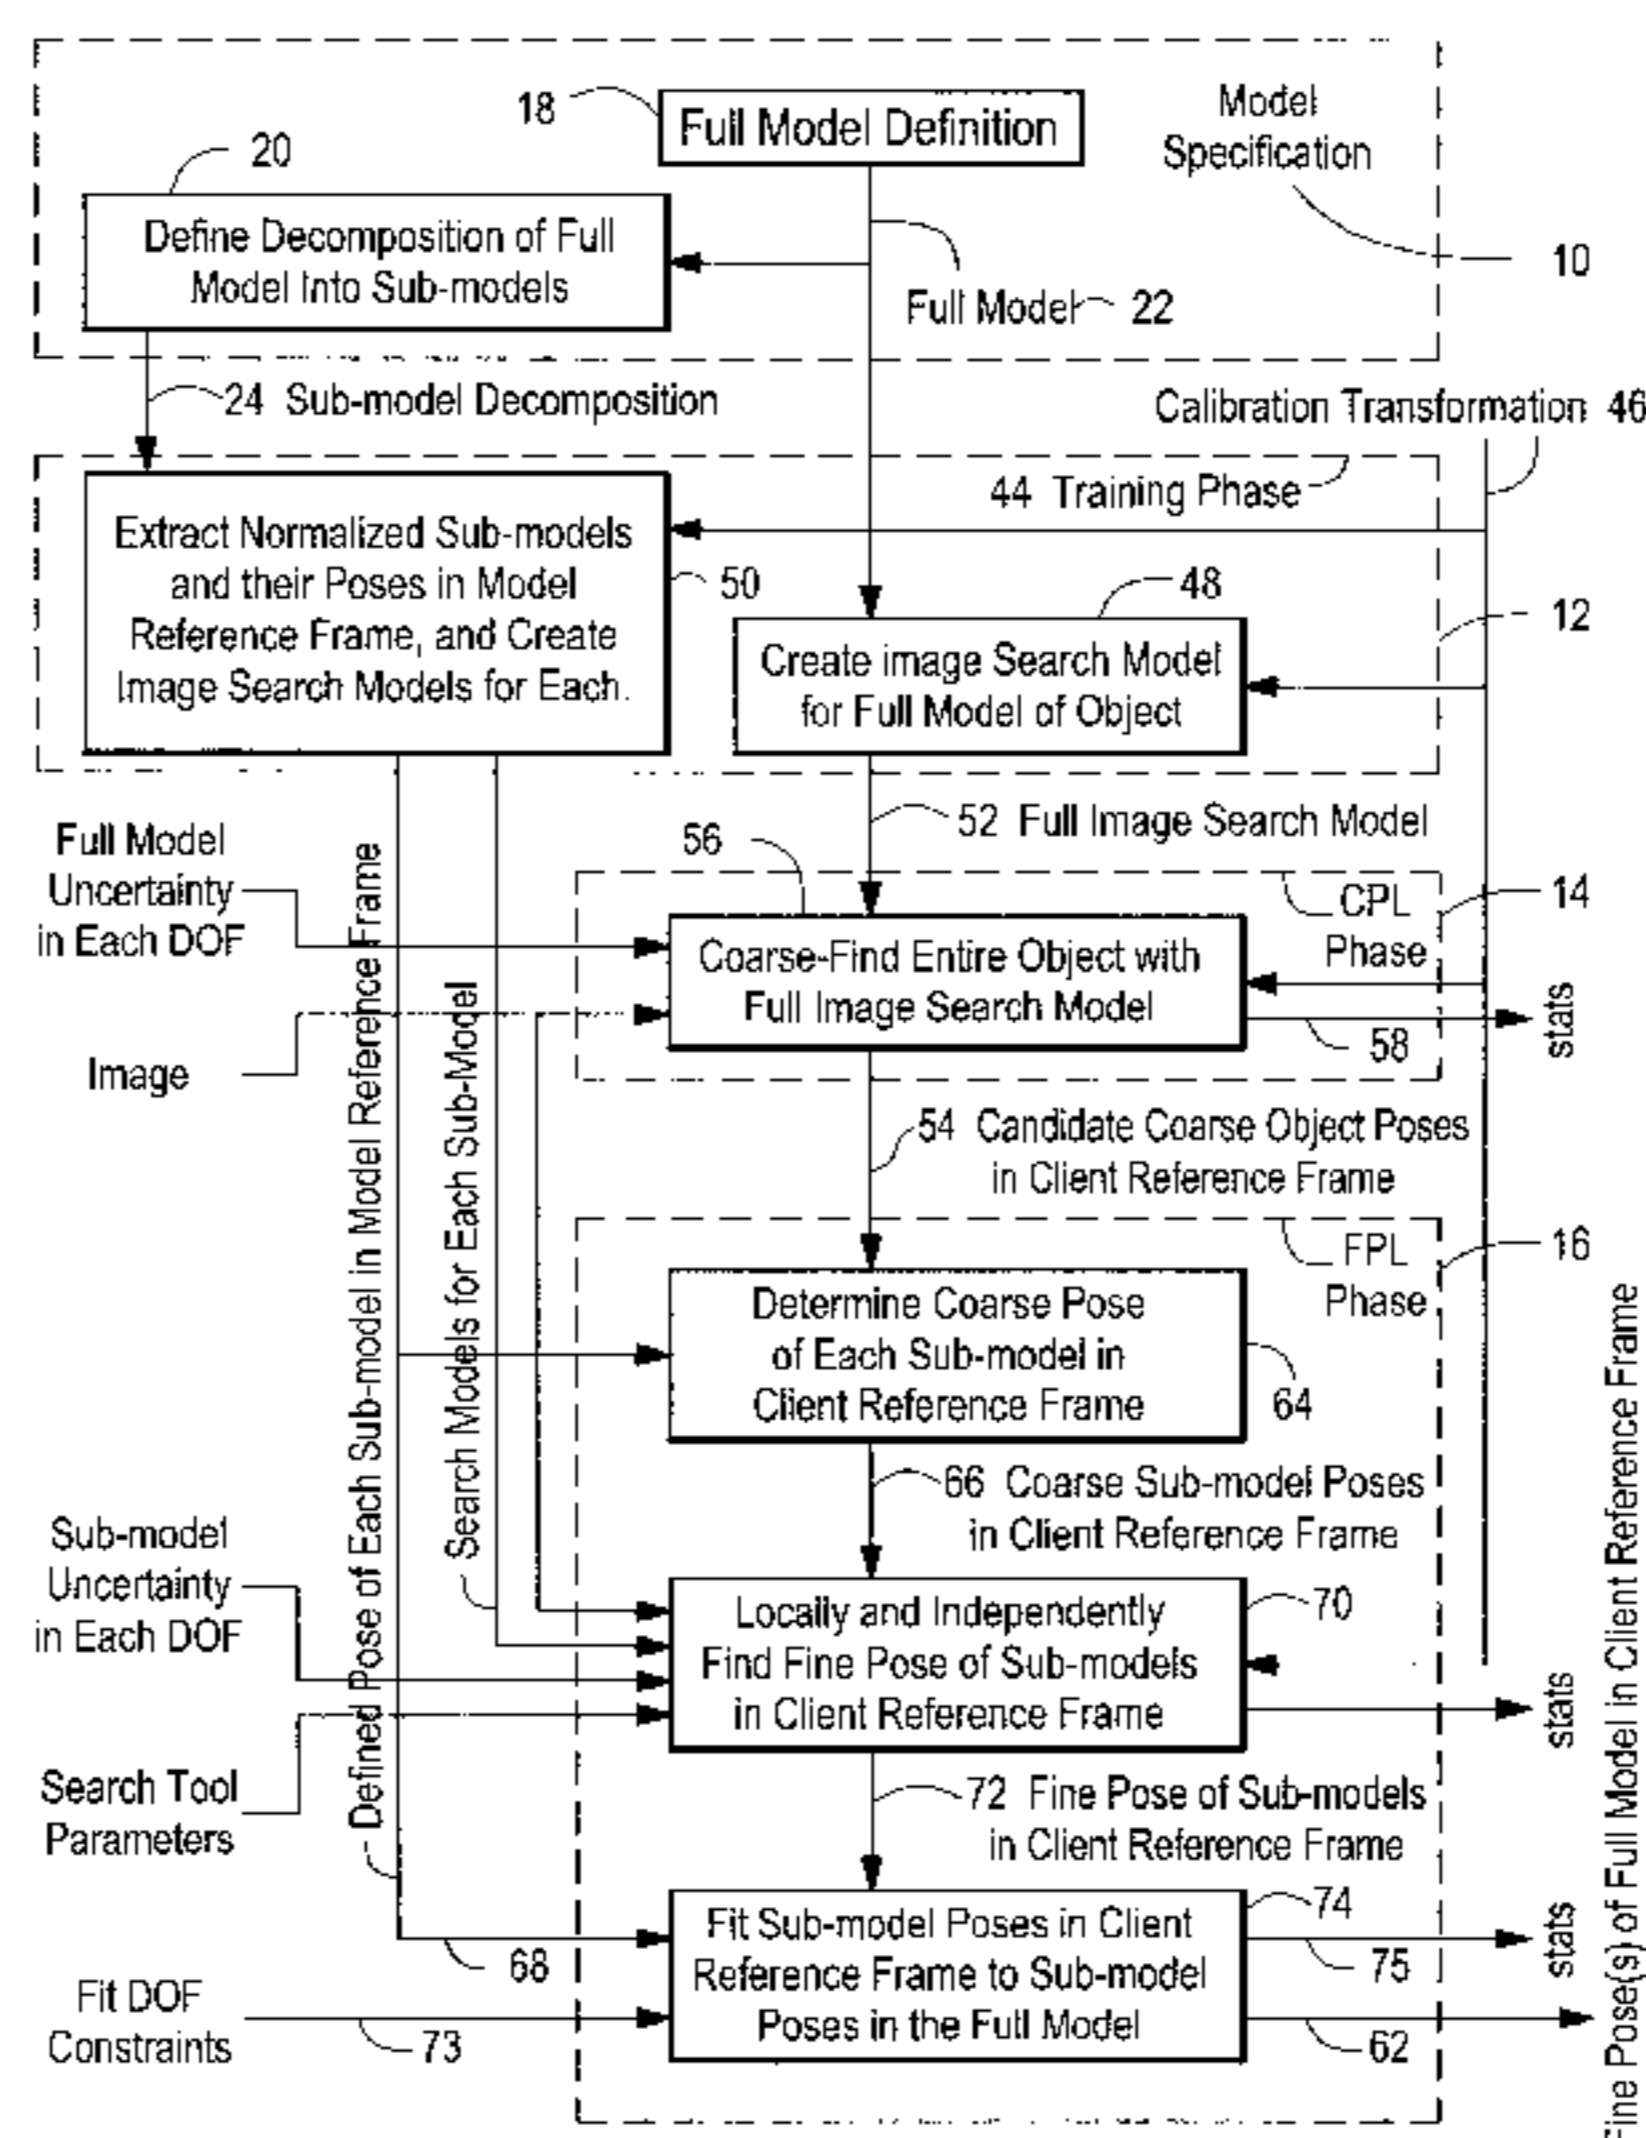 18
Full Model Definition
Model
Specification
20
Define Decomposition of Full
Model Into Sub-models
10
Full Model 22
24 Sub-model Decomposition
Calibration Transformation 46
44 Training Phase
Extract Normalized Sub-models
and their Poses in Model
Reference Frame, and Create
Image Search Models for Each.
50
48
12
Create image Search Model
for Full Model of Object
52 Full Image Search Model
Full Model
Uncertainty
in Each DOF
56
14
CPL
Phase
Coarse-Find Entire Object with
Full Image Search Model
58
stats
Image
54 Candidate Coarse Object Poses
in Client Reference Frame
Defined Pose of Each Sub-model in Model Reference Frame
Search Models for Each Sub-Model
16
FPL
Phase
Determine Coarse Pose
of Each Sub-model in
Client Reference Frame
64
66 Coarse Sub-model Poses
in Client Reference Frame
Sub-model
Uncertainty
in Each DOF
Locally and Independently
Find Fine Pose of Sub-models
in Client Reference Frame
70
stats
Search Tool
Parameters
72 Fine Pose of Sub-models
in Client Reference Frame
Fit Sub-model Poses in Client
Reference Frame to Sub-model
Poses in the Full Model
74
75
stats
68
Fit DOF
Constraints
73
62
Fine Pose(s) of Full Model in Client Reference Frame